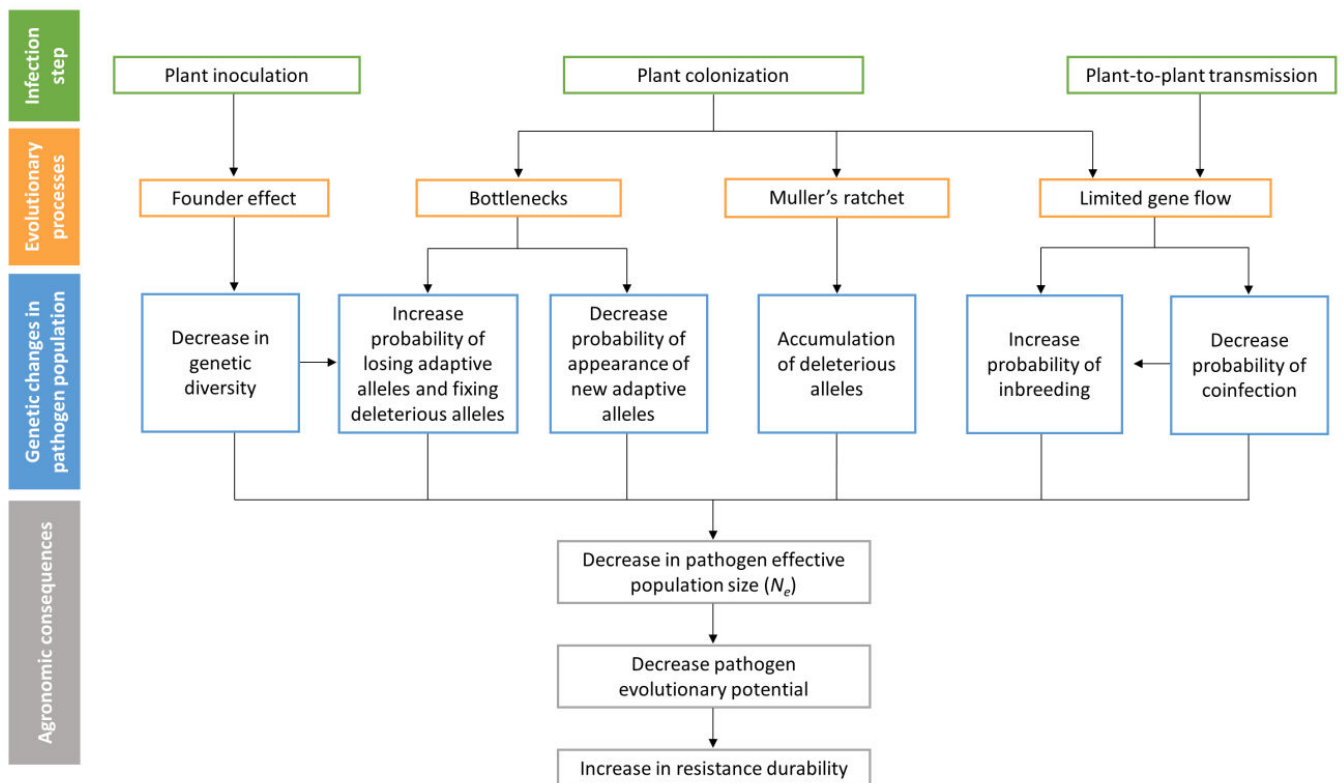 Infection
step
Plant inoculation
Plant colonization
Plant-to-plant transmission
Evolutionary
processes
Founder effect
Bottlenecks
Muller’s ratchet
Limited gene flow
Genetic changes in
pathogen population
Decrease in
genetic
diversity
Increase
probability of
losing adaptive
alleles and fixing
deleterious alleles
Decrease
probability of
appearance of
new adaptive
alleles
Accumulation
of deleterious
alleles
Increase
probability of
inbreeding
Decrease
probability of
coinfection
Agronomic consequences
Decrease in pathogen effective
population size (Ne)
Decrease pathogen
evolutionary potential
Increase in resistance durability